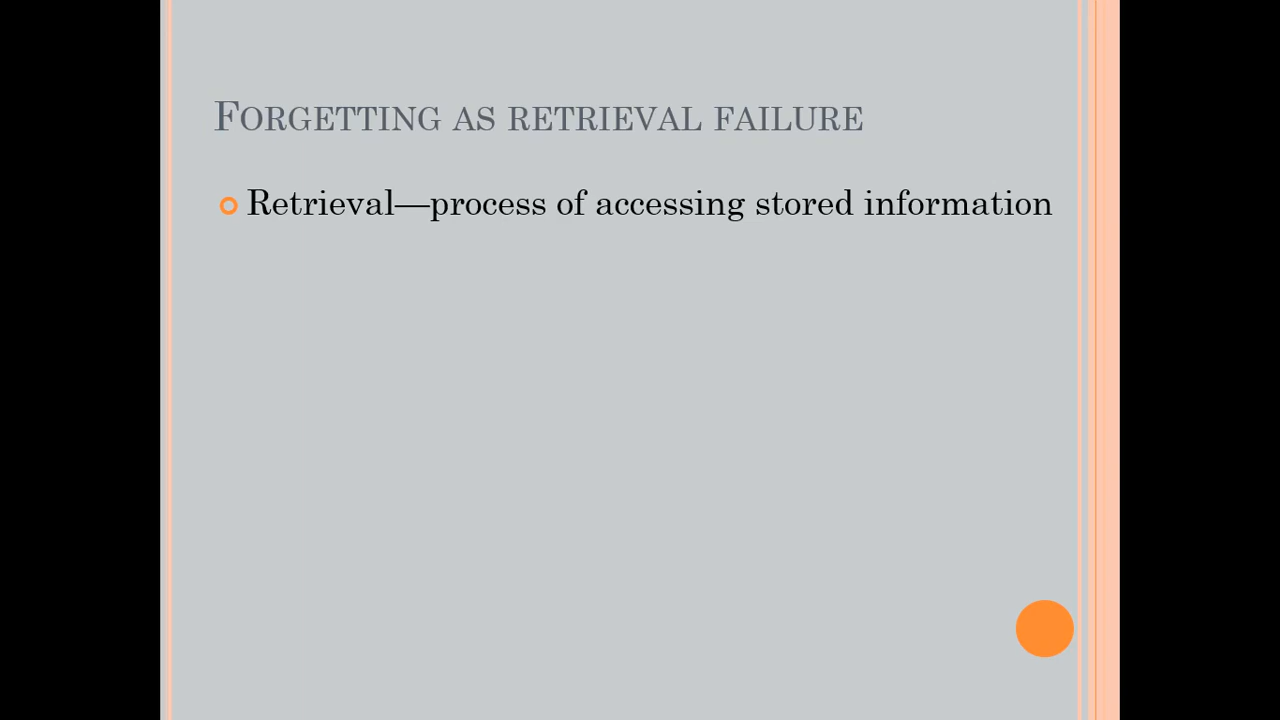 Forgetting as retrieval failure
Retrieval—process of accessing stored information